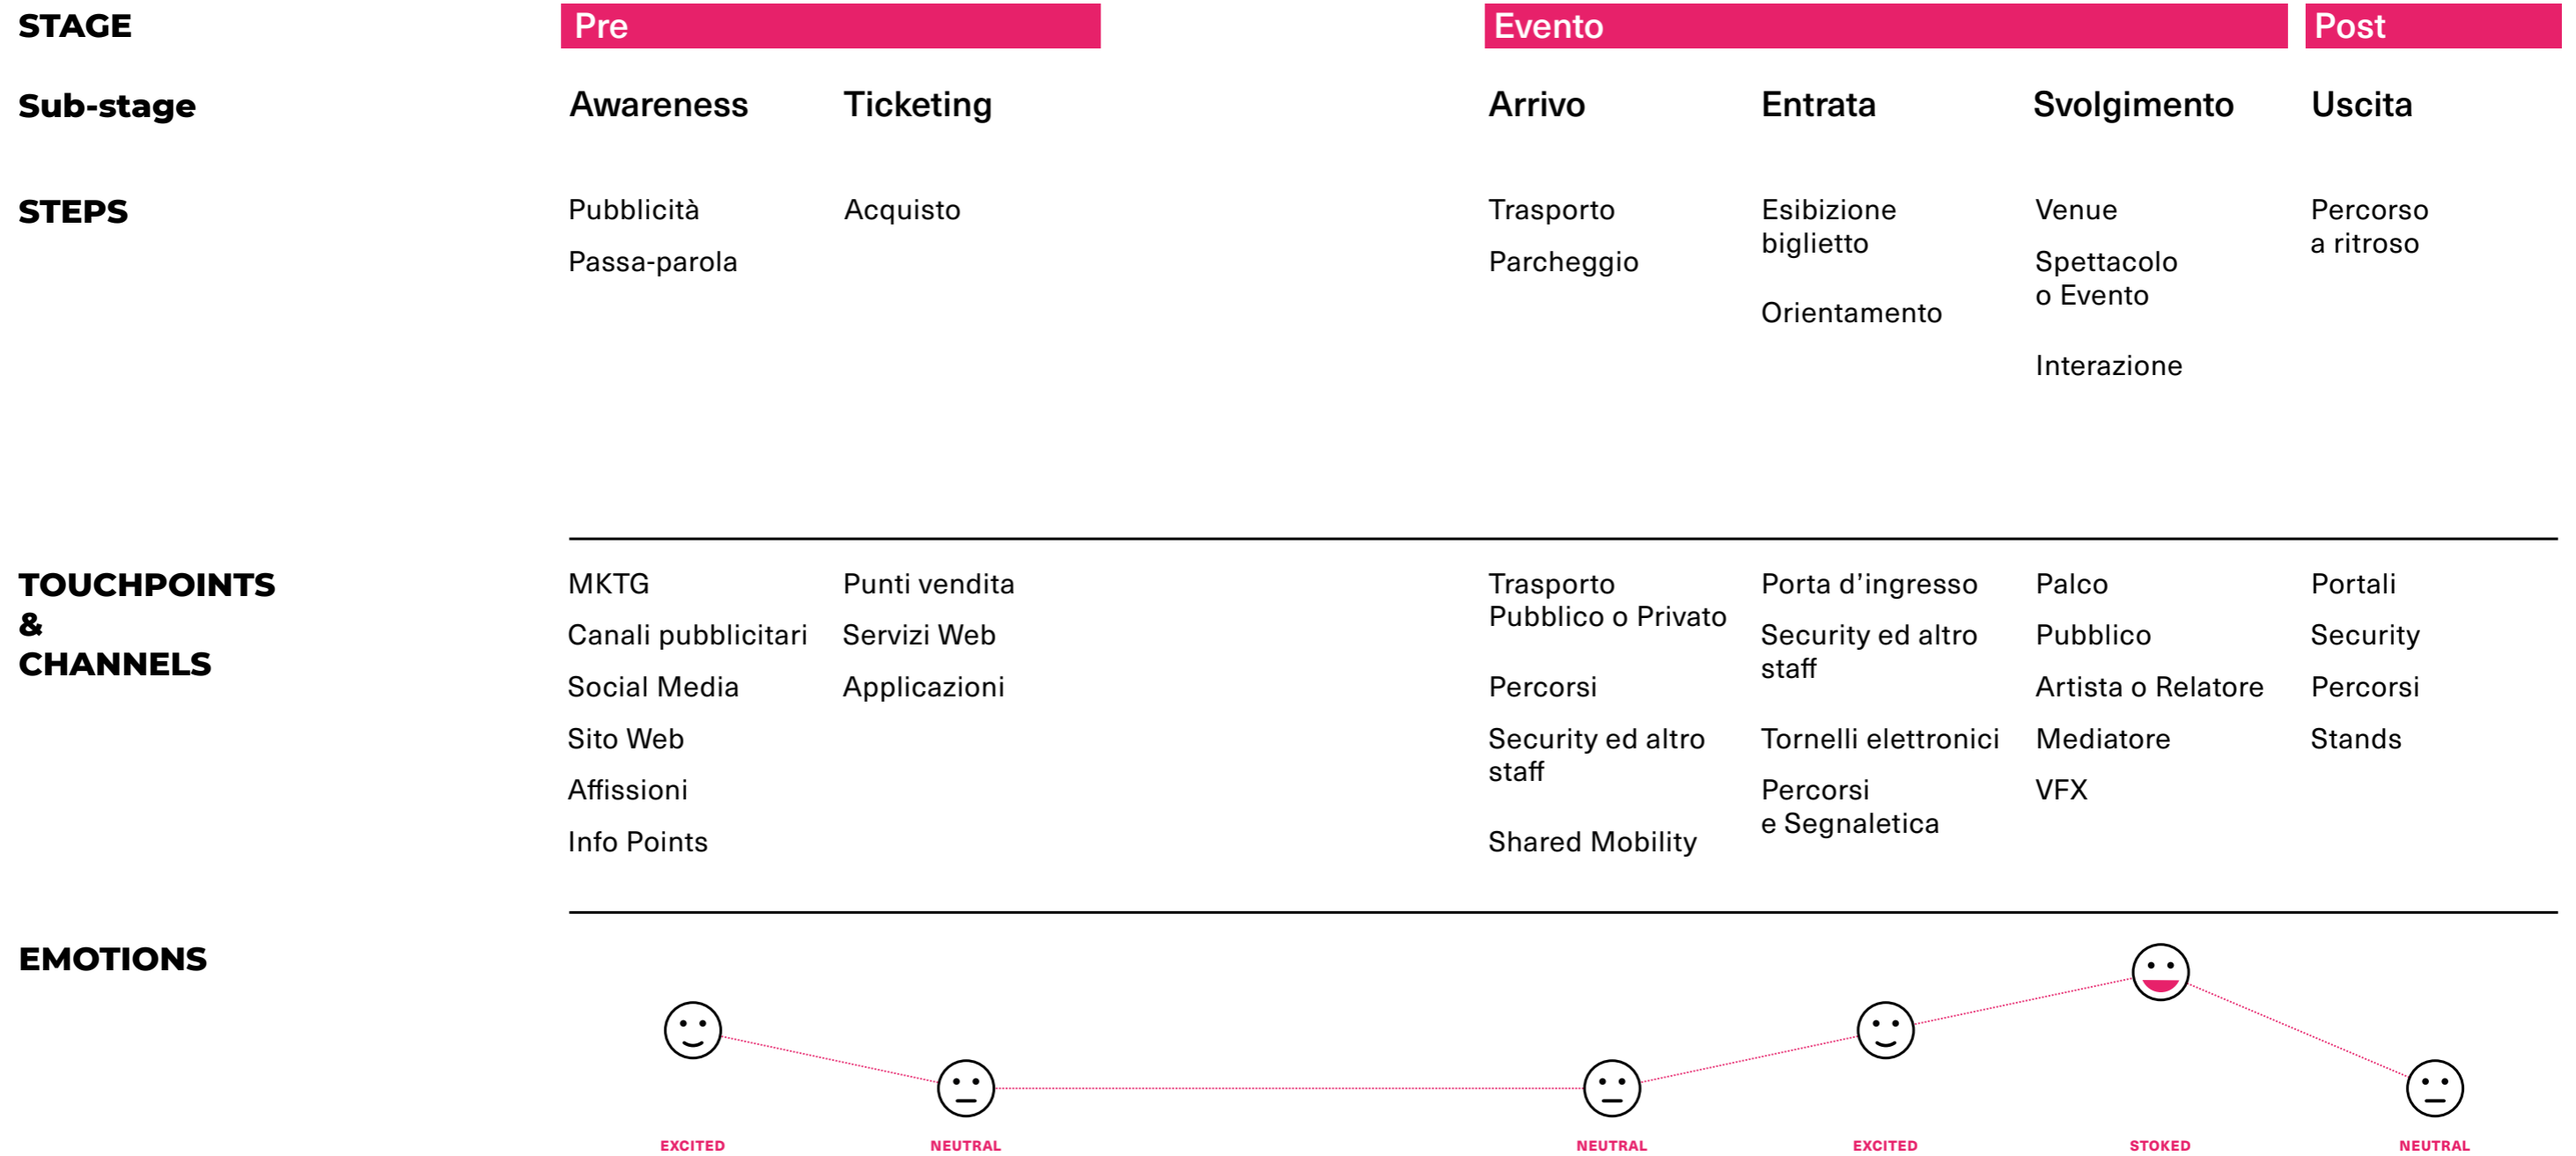 STAGE
Pre
Evento
Post
Sub-stage
Awareness
Ticketing
Arrivo
Entrata
Svolgimento
Uscita
STEPS
Pubblicità
Passa-parola
Acquisto
Trasporto
Parcheggio
Esibizione
biglietto
Orientamento
Venue
Spettacolo
o Evento
Interazione
Percorso
a ritroso
TOUCHPOINTS
&
CHANNELS
MKTG
Canali pubblicitari
Social Media
Sito Web
Affissioni
Info Points
Punti vendita
Servizi Web
Applicazioni
Trasporto
Pubblico o Privato
Percorsi
Security ed altro
staff
Shared Mobility
Porta d’ingresso
Security ed altro
staff
Tornelli elettronici
Percorsi
e Segnaletica
Palco
Pubblico
Artista o Relatore
Mediatore
VFX
Portali
Security
Percorsi
Stands
EMOTIONS
EXCITED
NEUTRAL
NEUTRAL
EXCITED
STOKED
NEUTRAL